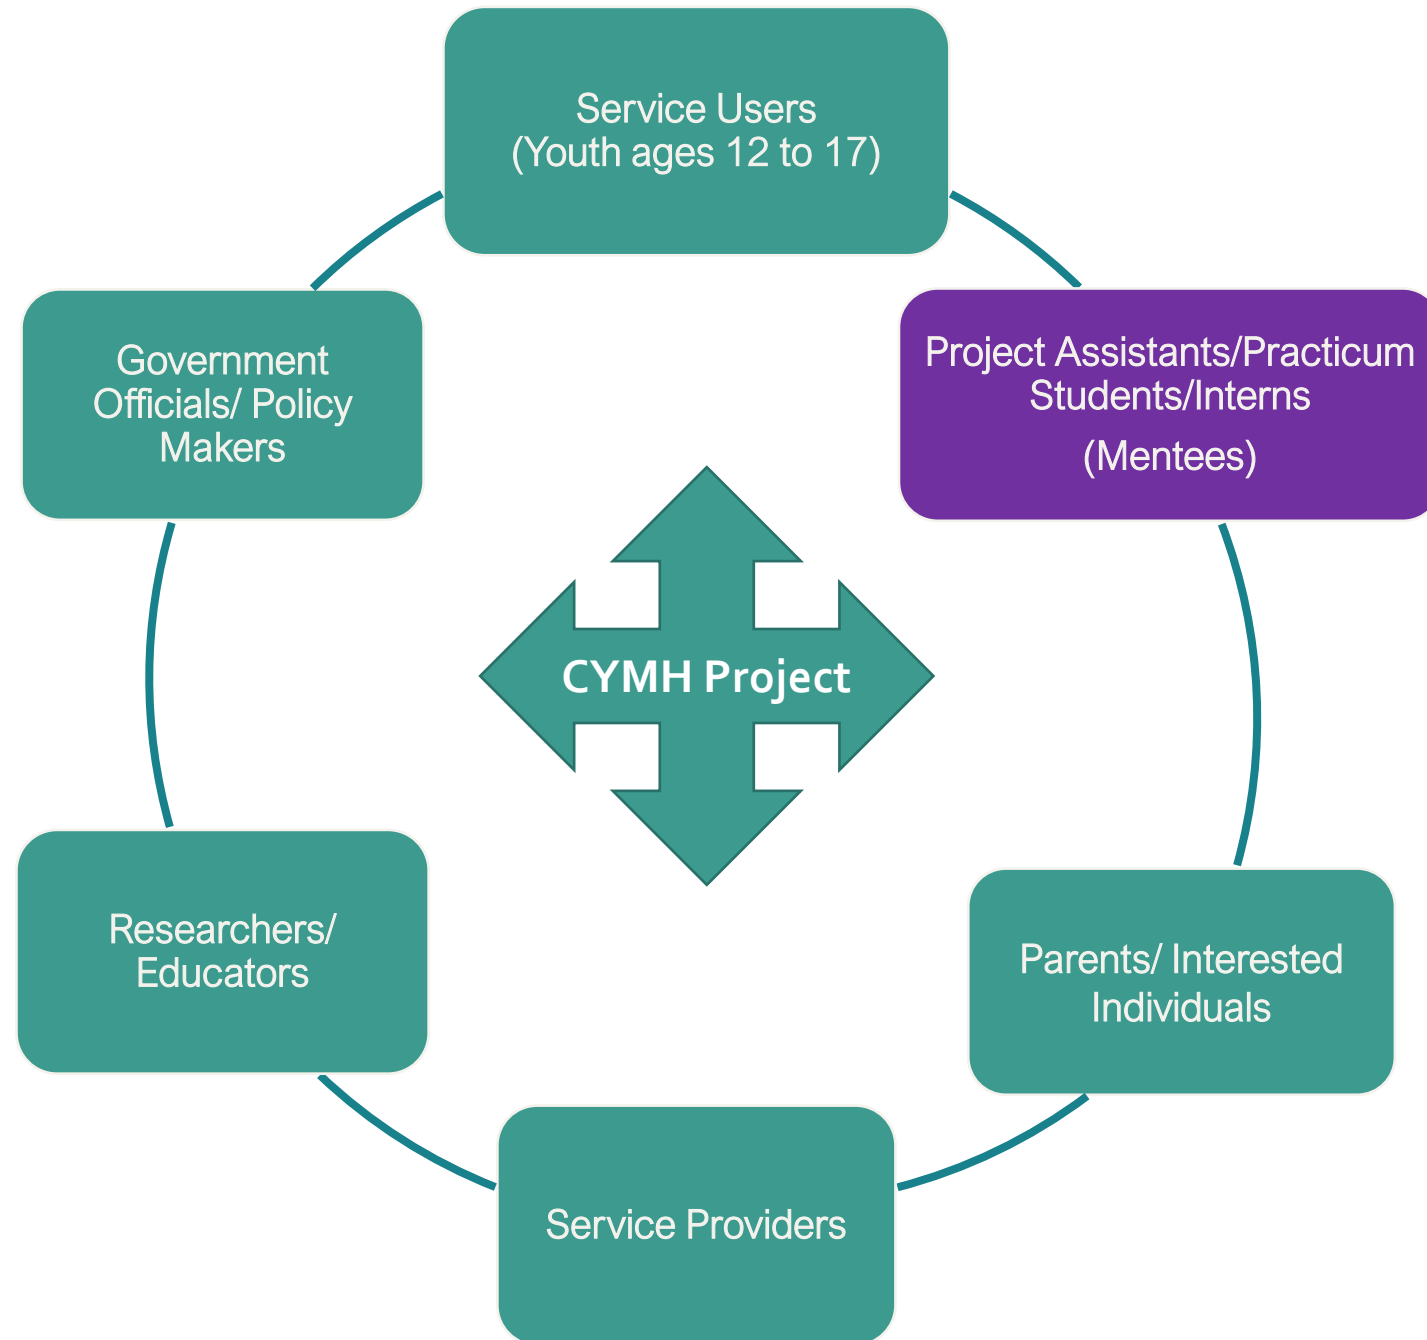 Service Users
(Youth ages 12 to 17)
Project Assistants/Practicum
Students/Interns
(Mentees)
Government
Officials/ Policy
Makers
CYMH Project
Researchers/
Educators
Parents/ Interested
Individuals
Service Providers